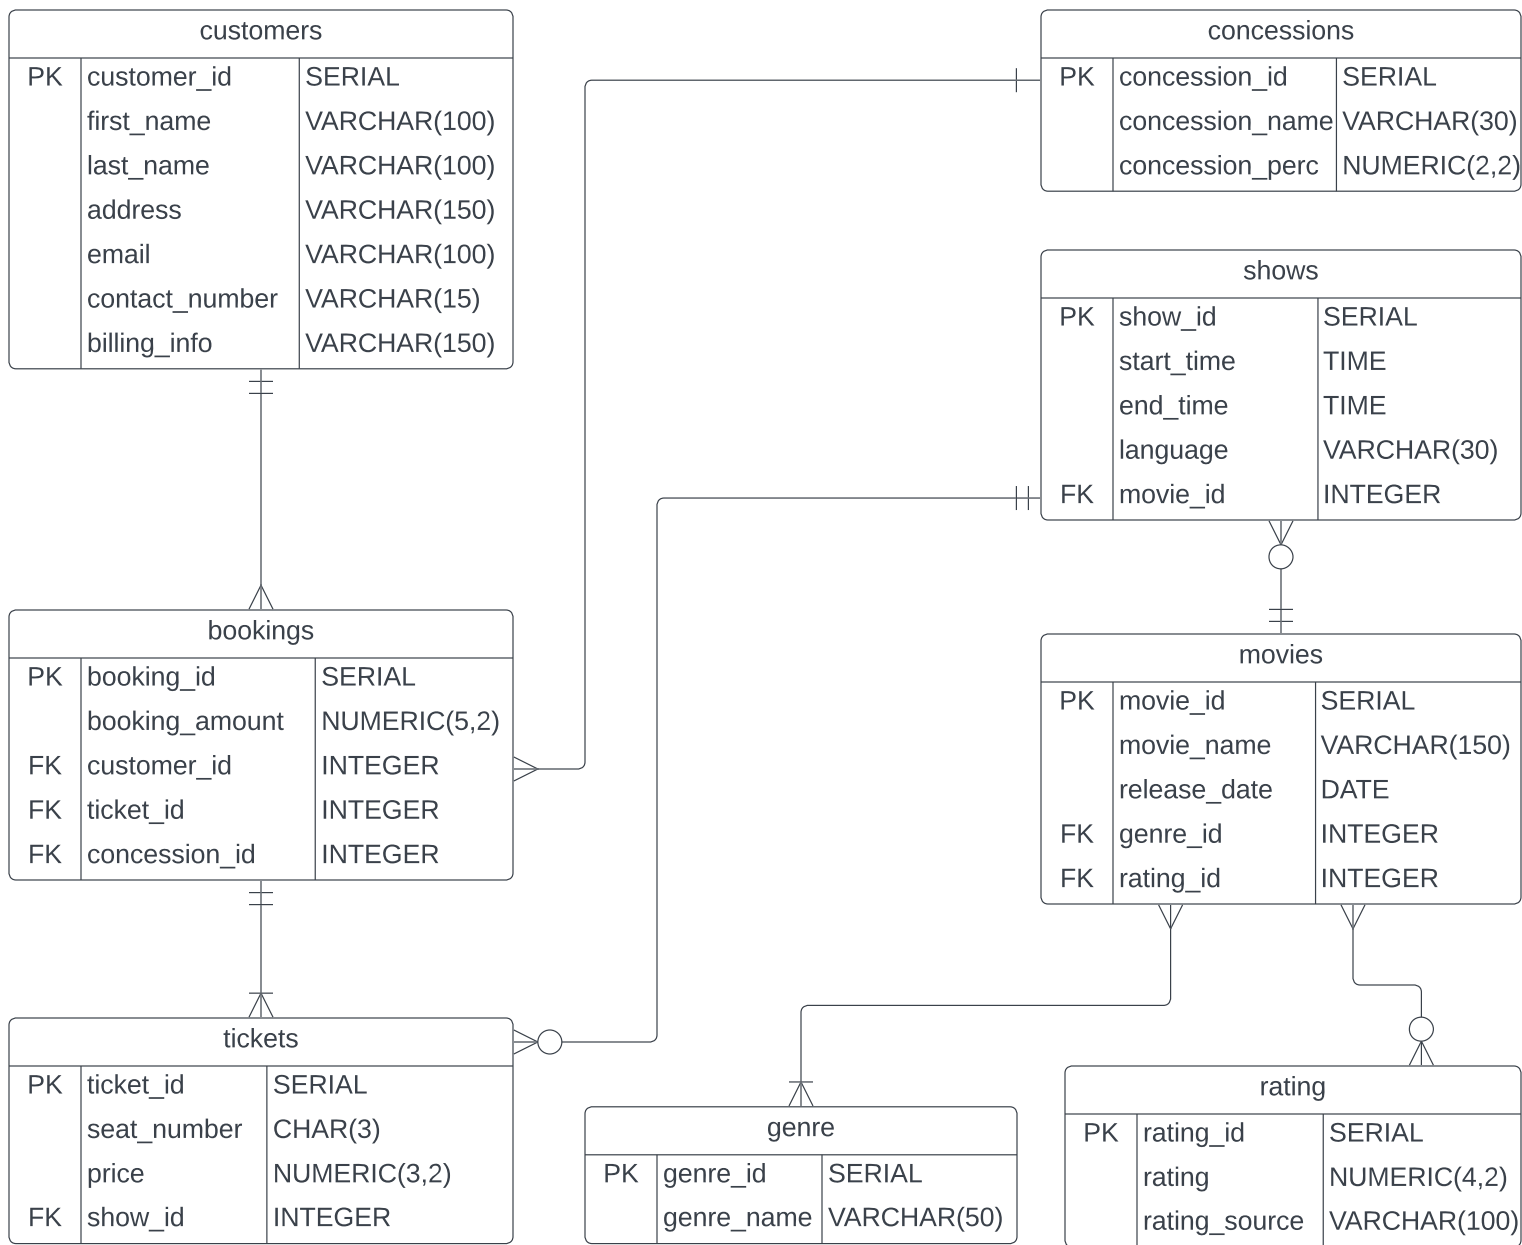 customers
PK customer_id SERIAL
first_name VARCHAR(100)
last_name VARCHAR(100)
address VARCHAR(150)
email VARCHAR(100)
contact_number VARCHAR(15)
billing_info VARCHAR(150)
concessions
PK concession_id SERIAL
concession_name VARCHAR(30)
concession_perc NUMERIC(2,2)
shows
PK show_id SERIAL
start_time TIME
end_time TIME
language VARCHAR(30)
FK movie_id INTEGER
bookings
PK booking_id SERIAL
booking_amount NUMERIC(5,2)
FK customer_id INTEGER
FK ticket_id INTEGER
FK concession_id INTEGER
movies
PK movie_id SERIAL
movie_name VARCHAR(150)
release_date DATE
FK genre_id INTEGER
FK rating_id INTEGER
tickets
PK ticket_id SERIAL
seat_number CHAR(3)
price NUMERIC(3,2)
FK show_id INTEGER
genre
PK genre_id SERIAL
genre_name VARCHAR(50)
rating
PK rating_id SERIAL
rating NUMERIC(4,2)
rating_source VARCHAR(100)